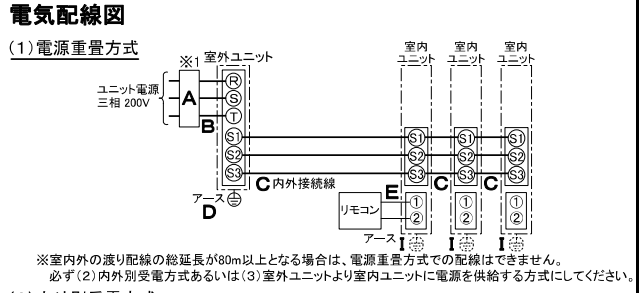 電気配線図
(1)電源重畳方式
※1
室外ユニット
室内
ユニット
室内
ユニット
室内
ユニット
ユニット電源
三相 200V
A
B
R
S
T
S1
S2
S3
S1
S2
S3
S1
S2
S3
S1
S2
S3
C 内外接続線
C
C
アース
D
E
リモコン
①
②
①
②
①
②
アース
I
I
I
※室内外の渡り配線の総延長が80m以上となる場合は、電源重畳方式での配線はできません。
必ず(2)内外別受電方式あるいは(3)室外ユニットより室内ユニットに電源を供給する方式にしてください。